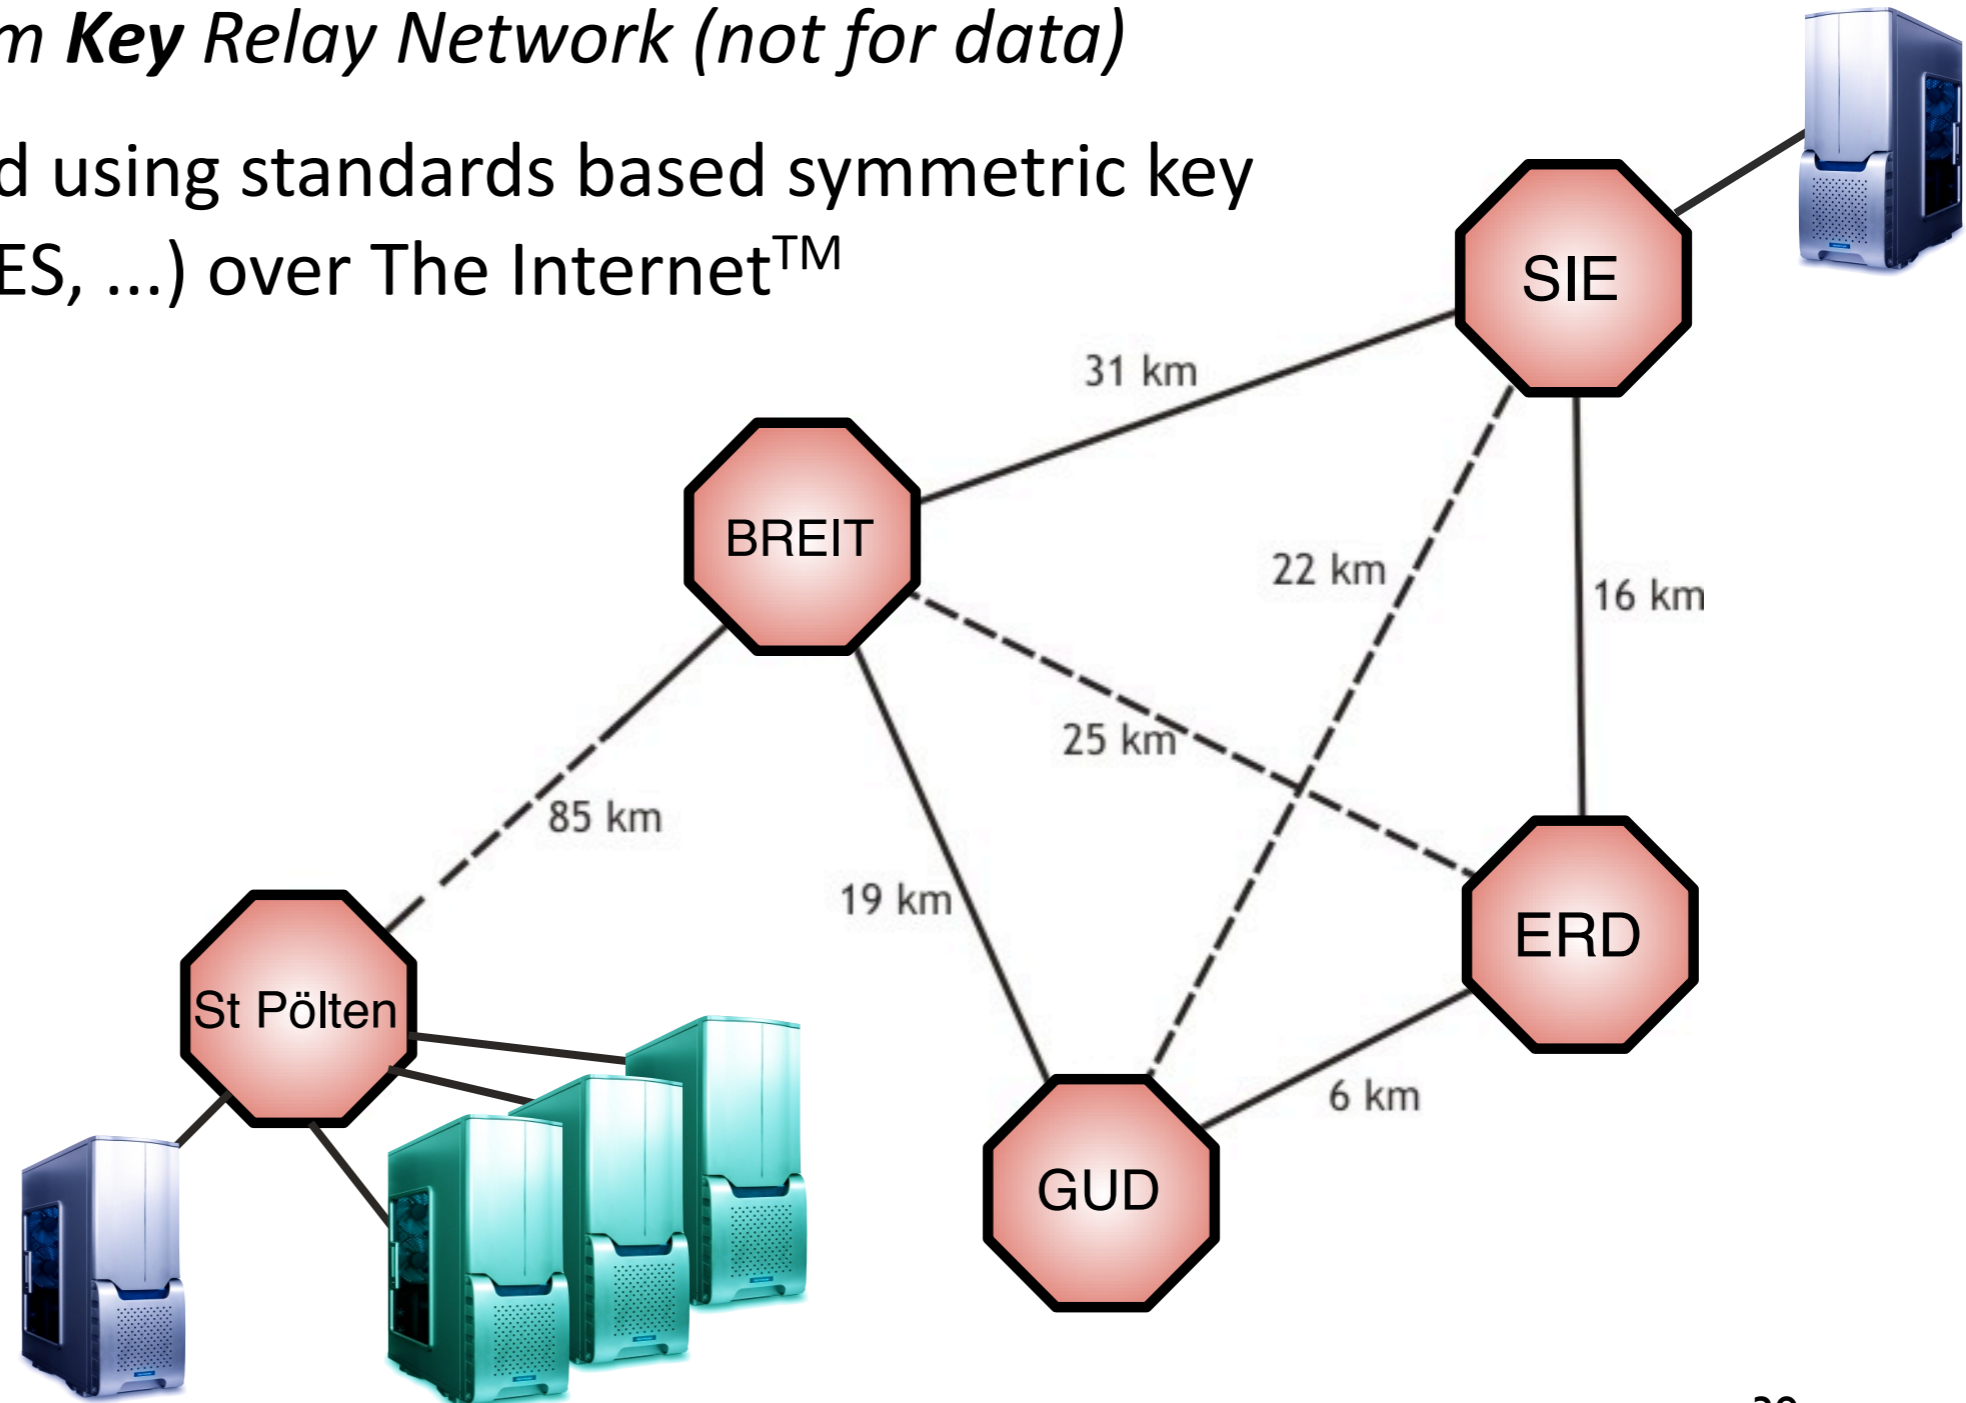 m Key Relay Network (not for data)
d using standards based symmetric key
ES, ...) over The Internet™
SIE
31 km
BREIT
22 km
16 km
25 km
85 km
19 km
ERD
St Pölten
6 km
GUD